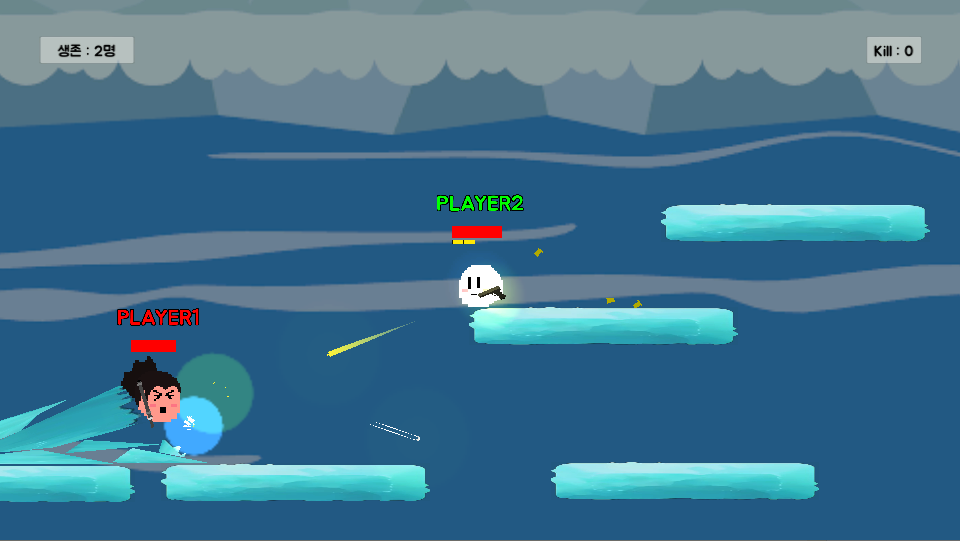 생존 : 2명
Kill : 0
PLAYER2
PLAYER1